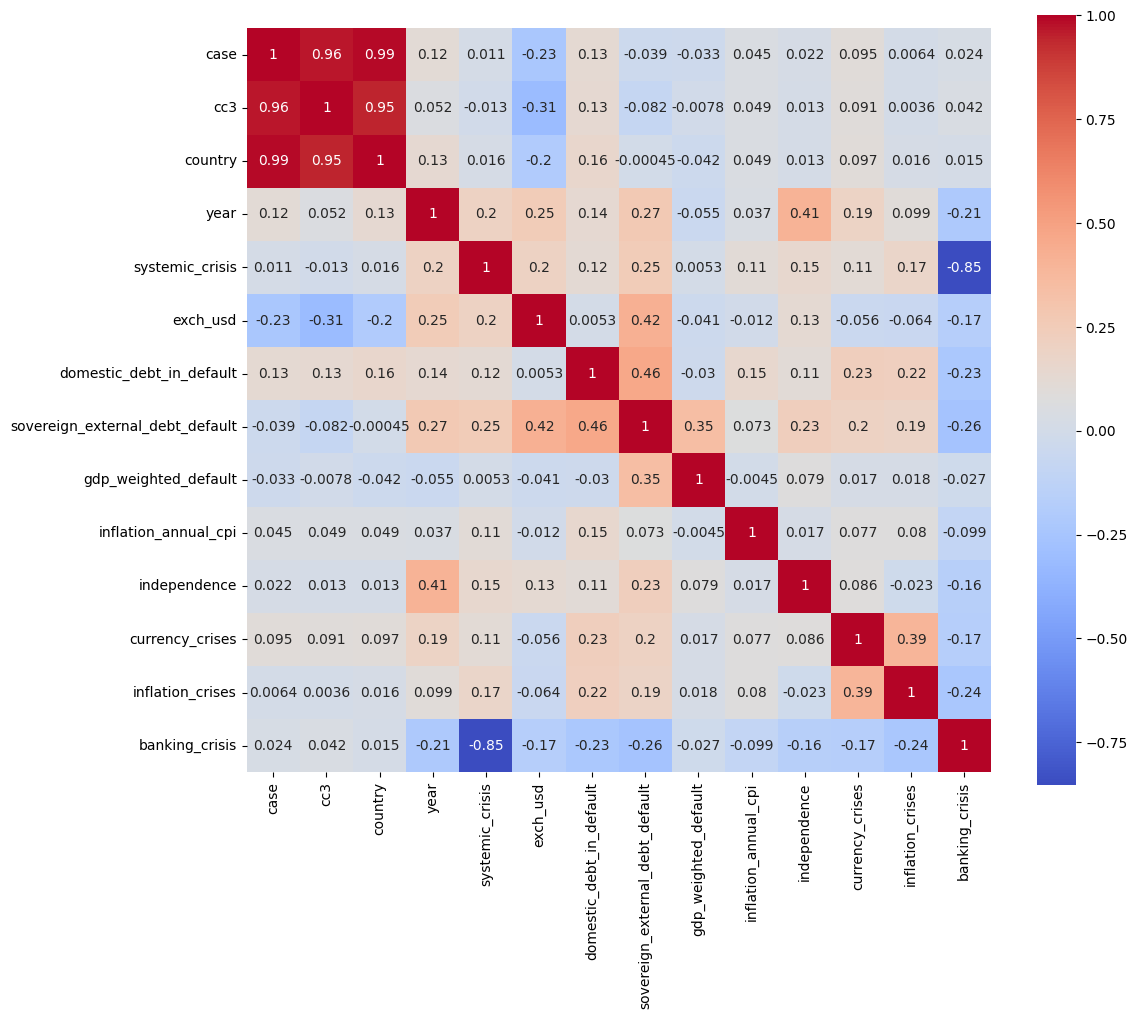 case 1 0.96 0.99 0.12 0.011 -0.23 0.13 -0.039 -0.033 0.045 0.022 0.095 0.0064 0.024
cc3 0.96 1 0.95 0.052 -0.013 -0.31 0.13 -0.082 -0.0078 0.049 0.013 0.091 0.0036 0.042
country 0.99 0.95 1 0.13 0.016 -0.2 0.16 -0.00045 -0.042 0.049 0.013 0.097 0.016 0.015
year 0.12 0.052 0.13 1 0.2 0.25 0.14 0.27 -0.055 0.037 0.41 0.19 0.099 -0.21
systemic_crisis 0.011 -0.013 0.016 0.2 1 0.2 0.12 0.25 0.0053 0.11 0.15 0.11 0.17 -0.85
exch_usd -0.23 -0.31 -0.2 0.25 0.2 1 0.0053 0.42 -0.041 -0.012 0.13 -0.056 -0.064 -0.17
domestic_debt_in_default 0.13 0.13 0.16 0.14 0.12 0.0053 1 0.46 -0.03 0.15 0.11 0.23 0.22 -0.23
sovereign_external_debt_default -0.039 -0.082 -0.00045 0.27 0.25 0.42 0.46 1 0.35 0.073 0.23 0.2 0.19 -0.26
gdp_weighted_default -0.033 -0.0078 -0.042 -0.055 0.0053 -0.041 -0.03 0.35 1 -0.0045 0.079 0.017 0.018 -0.027
inflation_annual_cpi 0.045 0.049 0.049 0.037 0.11 -0.012 0.15 0.073 -0.0045 1 0.017 0.077 0.08 -0.099
independence 0.022 0.013 0.013 0.41 0.15 0.13 0.11 0.23 0.079 0.017 1 0.086 -0.023 -0.16
currency_crises 0.095 0.091 0.097 0.19 0.11 -0.056 0.23 0.2 0.017 0.077 0.086 1 0.39 -0.17
inflation_crises 0.0064 0.0036 0.016 0.099 0.17 -0.064 0.22 0.19 0.018 0.08 -0.023 0.39 1 -0.24
banking_crisis 0.024 0.042 0.015 -0.21 -0.85 -0.17 -0.23 -0.26 -0.027 -0.099 -0.16 -0.17 -0.24 1
case
cc3
country
year
systemic_crisis
exch_usd
domestic_debt_in_default
sovereign_external_debt_default
gdp_weighted_default
inflation_annual_cpi
independence
currency_crises
inflation_crises
banking_crisis
1.00
0.75
0.50
0.25
0.00
−0.25
−0.50
−0.75